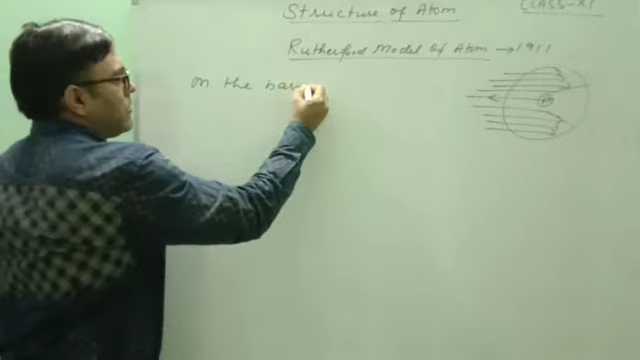 Structure of Atom
CLASS-XI
Rutherford Model of Atom → 1911
on the bas